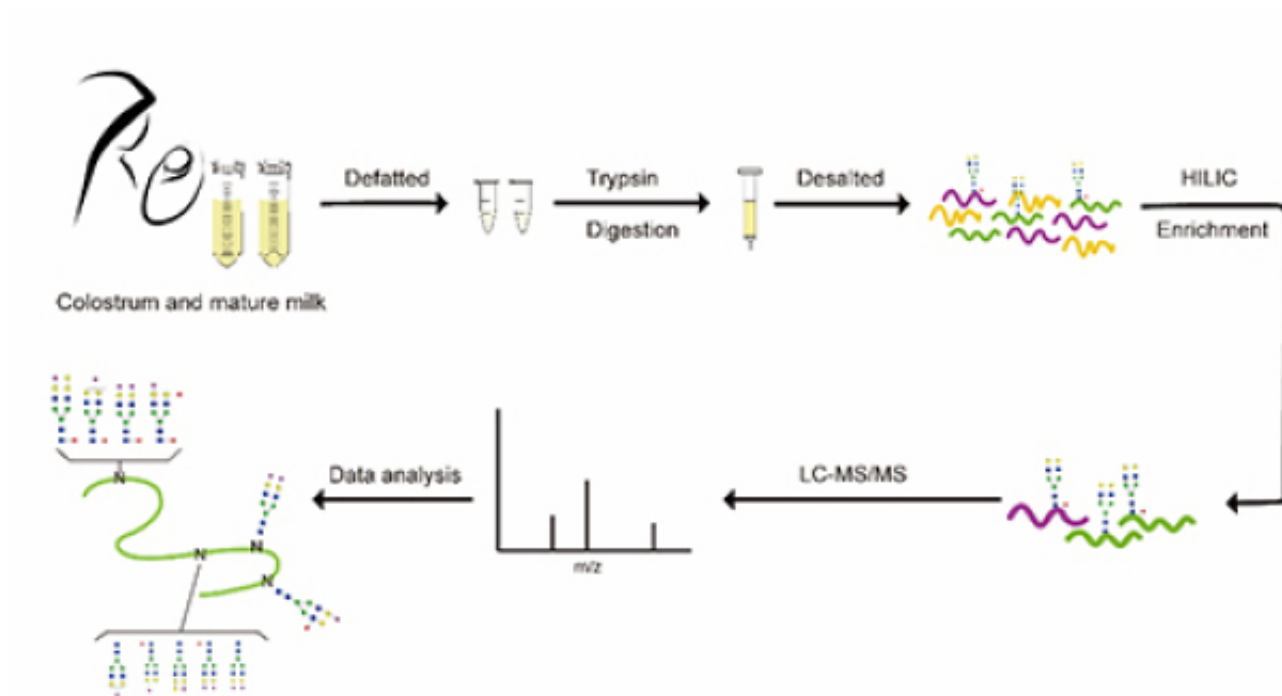 Defatted
Trypsin
Digestion
Desalted
HILIC
Enrichment
Colostrum and mature milk
LC-MS/MS
Data analysis
m/z
N
N
N
N